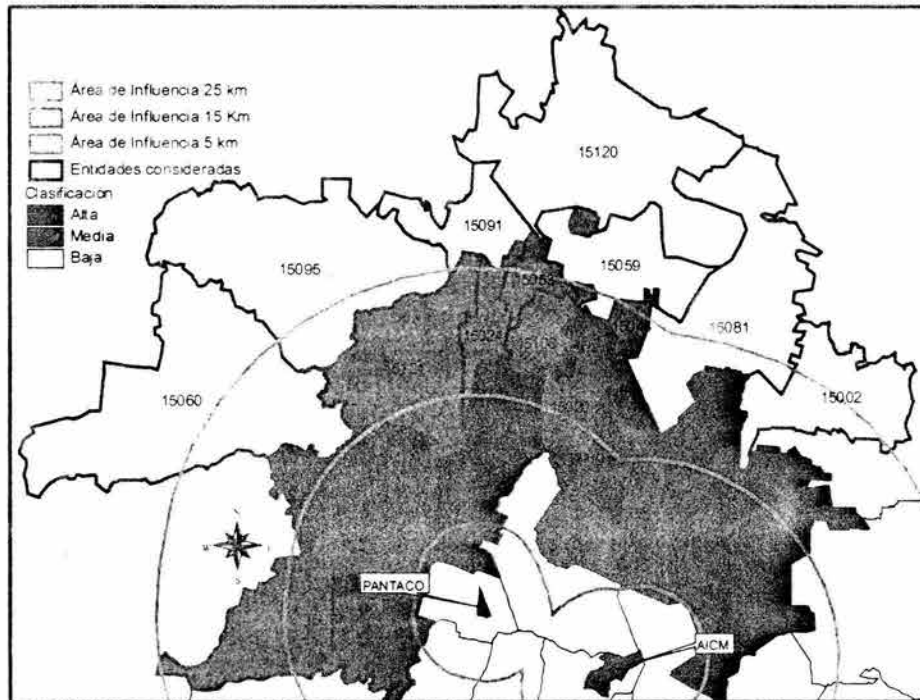 Área de Influencia 25 km
Área de Influencia 15 Km
Área de Influencia 5 km
Entidades consideradas
Clasificación
Alta
Media
Baja
15120
15091
15095
15059
15081
15060
15002
PANTACO
AICM